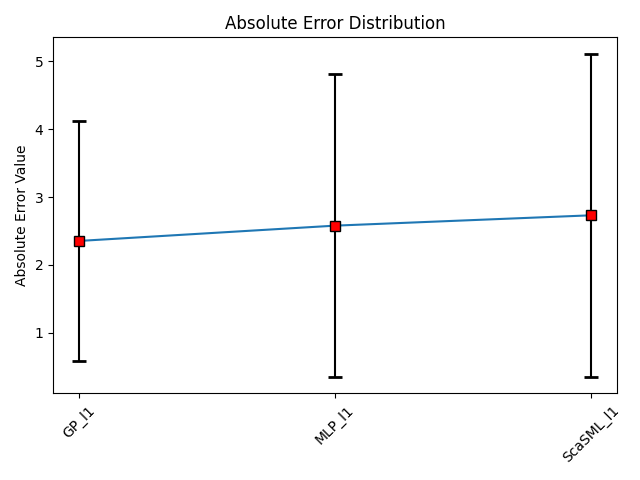 Absolute Error Distribution
Absolute Error Value
5
4
3
2
1
GP_l1
MLP_l1
ScaSML_l1